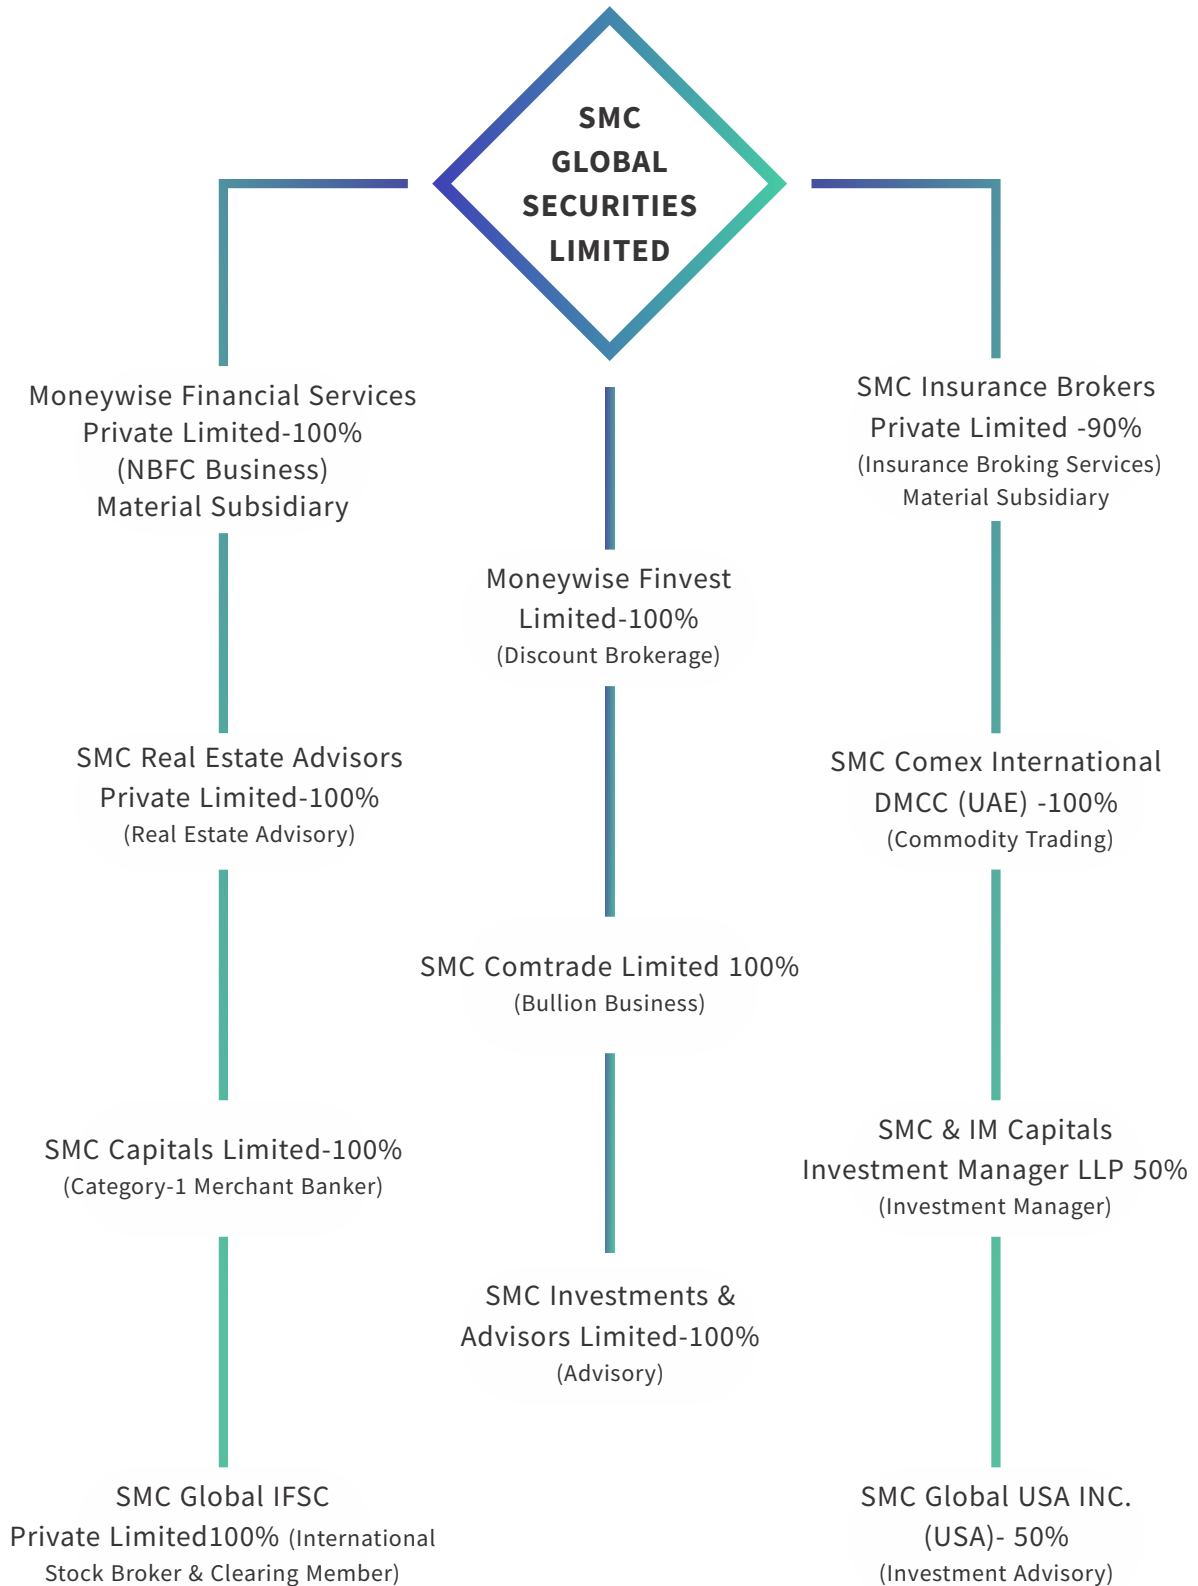 SMC
GLOBAL
SECURITIES
LIMITED
Moneywise Financial Services
Private Limited-100%
(NBFC Business)
Material Subsidiary
SMC Real Estate Advisors
Private Limited-100%
(Real Estate Advisory)
SMC Capitals Limited-100%
(Category-1 Merchant Banker)
SMC Global IFSC
Private Limited100% (International
Stock Broker & Clearing Member)
Moneywise Finvest
Limited-100%
(Discount Brokerage)
SMC Comtrade Limited 100%
(Bullion Business)
SMC Investments &
Advisors Limited-100%
(Advisory)
SMC Insurance Brokers
Private Limited -90%
(Insurance Broking Services)
Material Subsidiary
SMC Comex International
DMCC (UAE) -100%
(Commodity Trading)
SMC & IM Capitals
Investment Manager LLP 50%
(Investment Manager)
SMC Global USA INC.
(USA)- 50%
(Investment Advisory)